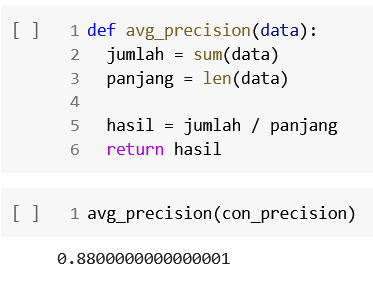 [ ] 1 def avg_precision(data):
2   jumlah = sum(data)
3   panjang = len(data)
4
5   hasil = jumlah / panjang
6   return hasil
[ ] 1 avg_precision(con_precision)
0.8800000000000001